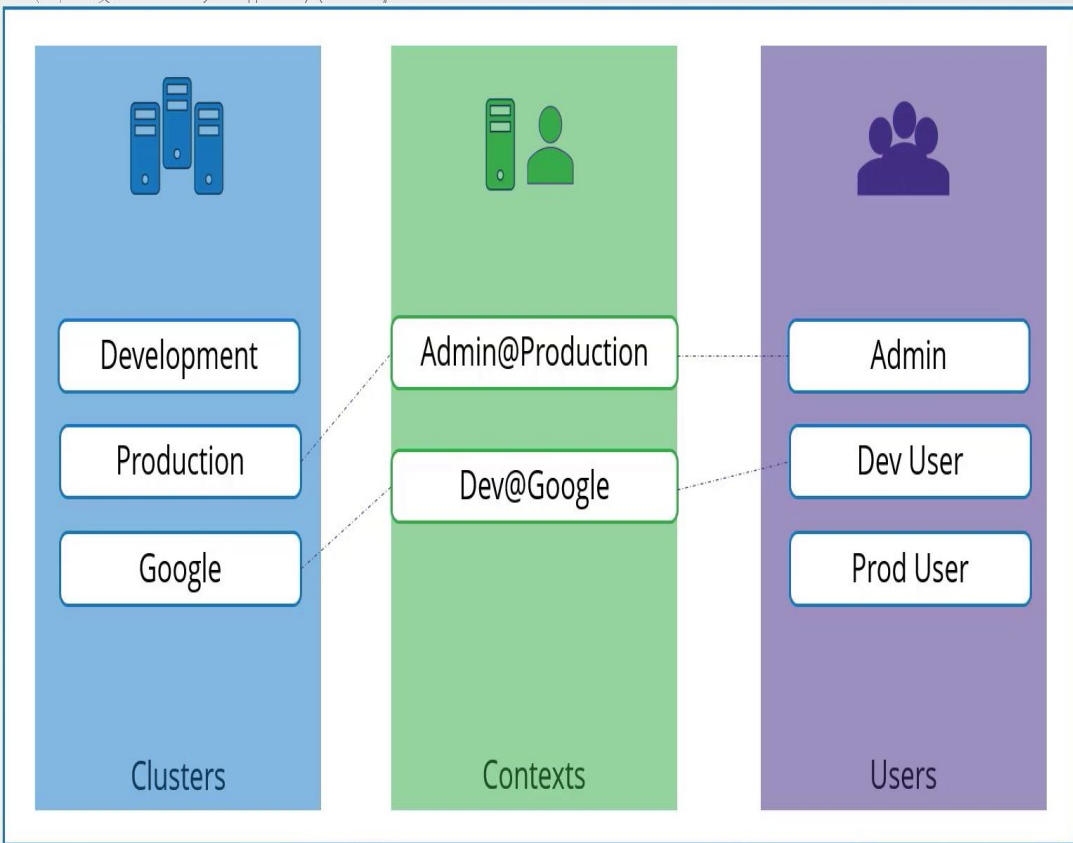 Development
Production
Google
Clusters
Admin@Production
Dev@Google
Contexts
Admin
Dev User
Prod User
Users